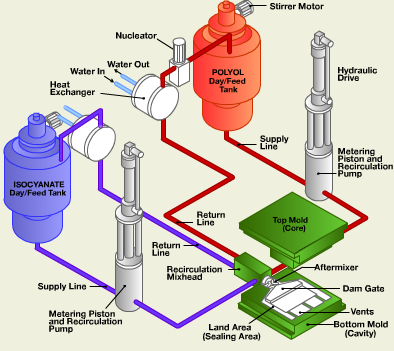 Stirrer Motor
Nucleator
POLYOL
Day/Feed
Tank
Water Out
Water In
Heat
Exchanger
Hydraulic
Drive
ISOCYANATE
Day/Feed Tank
Supply
Line
Metering
Piston and
Recirculation
Pump
Return
Line
Top Mold
(Core)
Return
Line
Recirculation
Mixhead
Aftermixer
Dam Gate
Supply Line
Metering Piston
and Recirculation
Pump
Land Area
(Sealing Area)
Vents
Bottom Mold
(Cavity)